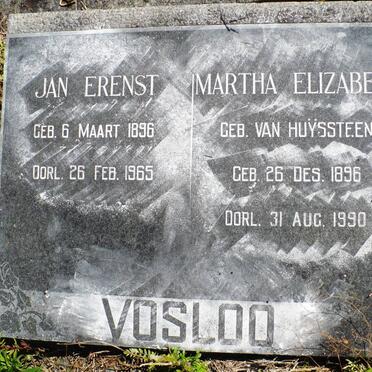 JAN ERENST
GEB. 6 MAART 1896
OORL. 26 FEB. 1965
MARTHA ELIZABE
GEB. VAN HUŸSSTEEN
GEB. 26 DES. 1896
OORL. 31 AUG. 1990
VOSLOO